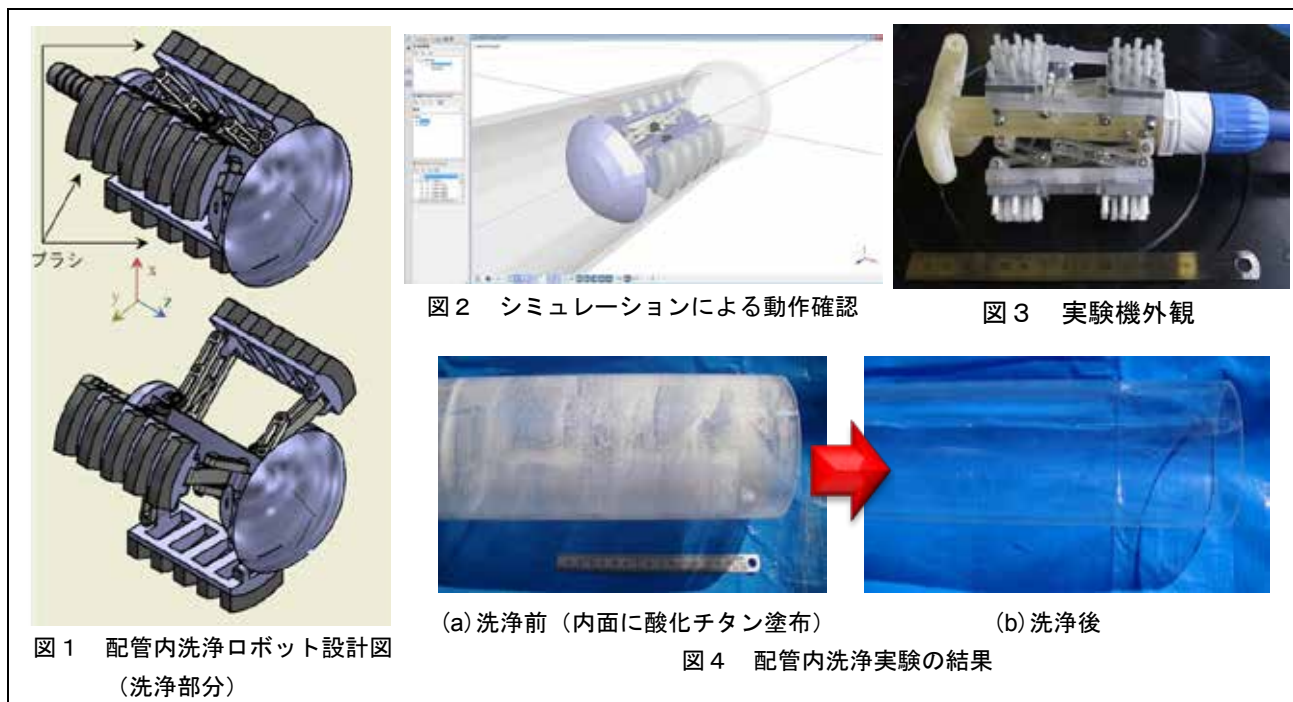 ブラシ
x
y
z
図1 配管内洗浄ロボット設計図
(洗浄部分)
図2 シミュレーションによる動作確認
図3 実験機外観
(a)洗浄前(内面に酸化チタン塗布)
(b)洗浄後
図4 配管内洗浄実験の結果